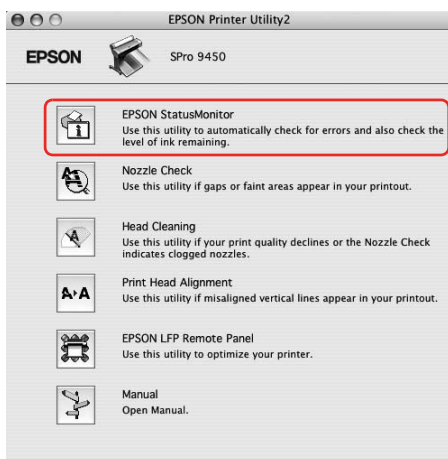 EPSON Printer Utility2
EPSON
SPro 9450
EPSON StatusMonitor
Use this utility to automatically check for errors and also check the
level of ink remaining.
Nozzle Check
Use this utility if gaps or faint areas appear in your printout.
Head Cleaning
Use this utility if your print quality declines or the Nozzle Check
indicates clogged nozzles.
Print Head Alignment
Use this utility if misaligned vertical lines appear in your printout.
EPSON LFP Remote Panel
Use this utility to optimize your printer.
Manual
Open Manual.